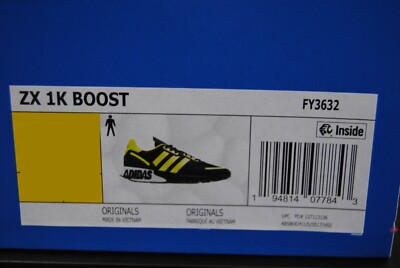 ZX 1K BOOST
FY3632
Inside
ADIDAS
1 94814 07784 3
ORIGINALS
MADE IN VIETNAM
ORIGINALS
FABRIQUÉ AU VIETNAM